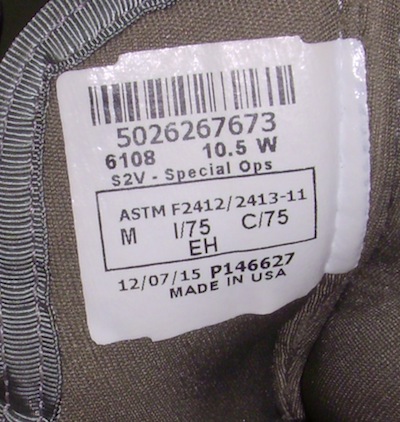 5026267673
6108 10.5 W
S2V - Special Ops
ASTM F2412/2413-11
M I/75 C/75
EH
12/07/15 P146627
MADE IN USA